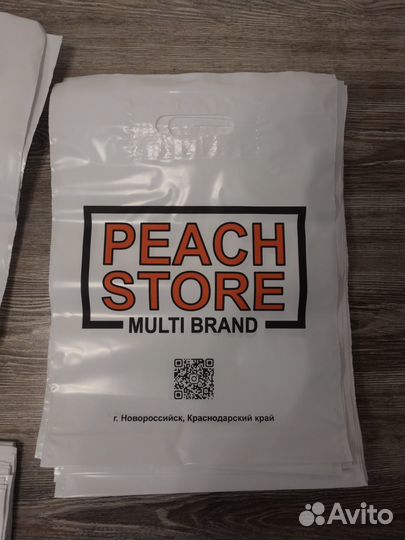 PEACH
STORE
MULTI BRAND
г. Новороссийск, Краснодарский край
Avito